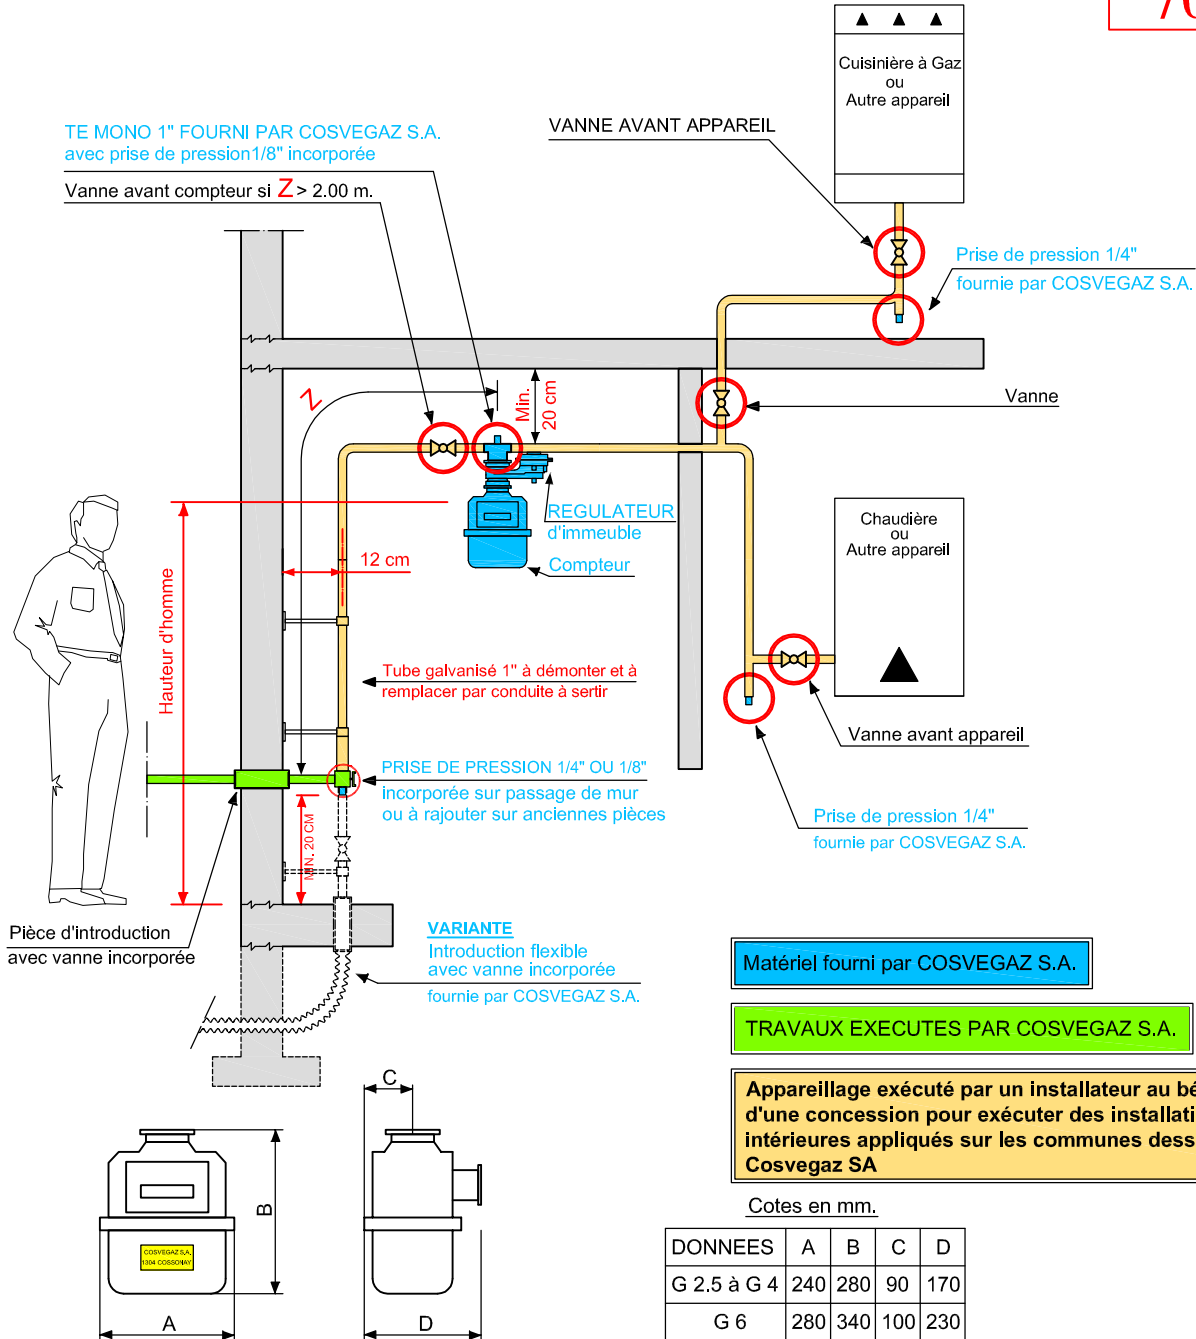 Cuisinière à Gaz
ou
Autre appareil
TE MONO 1" FOURNI PAR COSVEGAZ S.A.
avec prise de pression1/8" incorporée
VANNE AVANT APPAREIL
Vanne avant compteur si Z > 2.00 m.
Prise de pression 1/4"
fournie par COSVEGAZ S.A.
Z
Min.
20 cm
Vanne
REGULATEUR
d'immeuble
Compteur
12 cm
Hauteur d'homme
Chaudière
ou
Autre appareil
Tube galvanisé 1" à démonter et à
remplacer par conduite à sertir
Vanne avant appareil
PRISE DE PRESSION 1/4" OU 1/8"
incorporée sur passage de mur
ou à rajouter sur anciennes pièces
MIN. 20 CM
Prise de pression 1/4"
fournie par COSVEGAZ S.A.
Pièce d'introduction
avec vanne incorporée
VARIANTE
Introduction flexible
avec vanne incorporée
fournie par COSVEGAZ S.A.
Matériel fourni par COSVEGAZ S.A.
TRAVAUX EXECUTES PAR COSVEGAZ S.A.
Appareillage exécuté par un installateur au
d'une concession pour exécuter des
intérieures appliqués sur les communes
Cosvegaz SA
C
B
COSVEGAZ S.A.
1304 COSSONAY
A
D
Cotes en mm.
DONNEES A B C D
G 2.5 à G 4 240 280 90 170
G 6 280 340 100 230